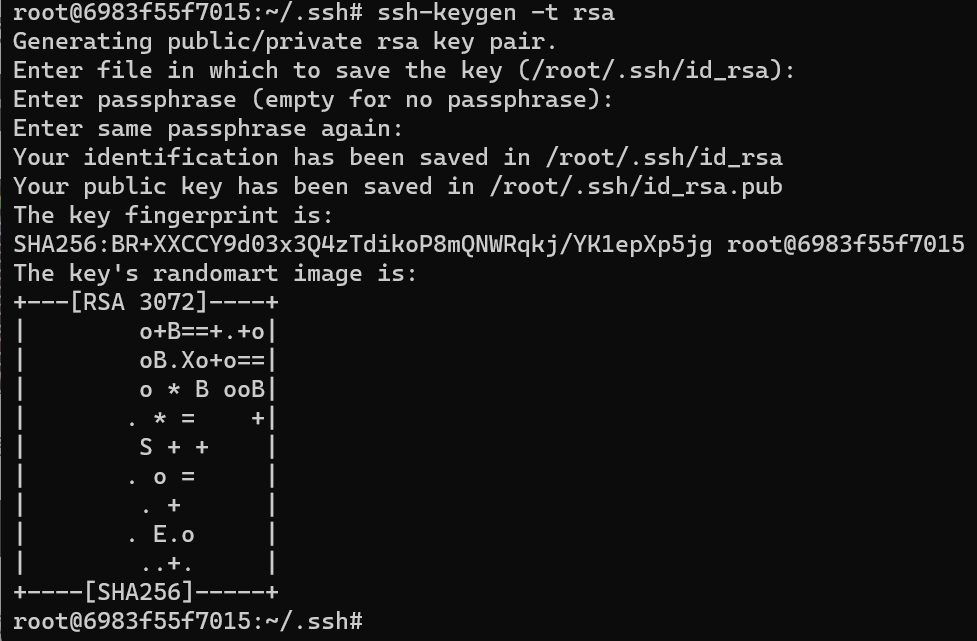 root@6983f55f7015:~/.ssh# ssh-keygen -t rsa
Generating public/private rsa key pair.
Enter file in which to save the key (/root/.ssh/id_rsa):
Enter passphrase (empty for no passphrase):
Enter same passphrase again:
Your identification has been saved in /root/.ssh/id_rsa
Your public key has been saved in /root/.ssh/id_rsa.pub
The key fingerprint is:
SHA256:BR+XXCCY9d03x3Q4zTdikoP8mQNWRqkj/YK1epXp5jg root@6983f55f7015
The key's randomart image is:
+---[RSA 3072]----+
|        o+B==+.+o|
|        oB.Xo+o==|
|        o * B ooB|
|       . * =    +|
|        S + +    |
|       . o =     |
|        . +      |
|       . E.o     |
|        ..+.     |
+----[SHA256]-----+
root@6983f55f7015:~/.ssh#